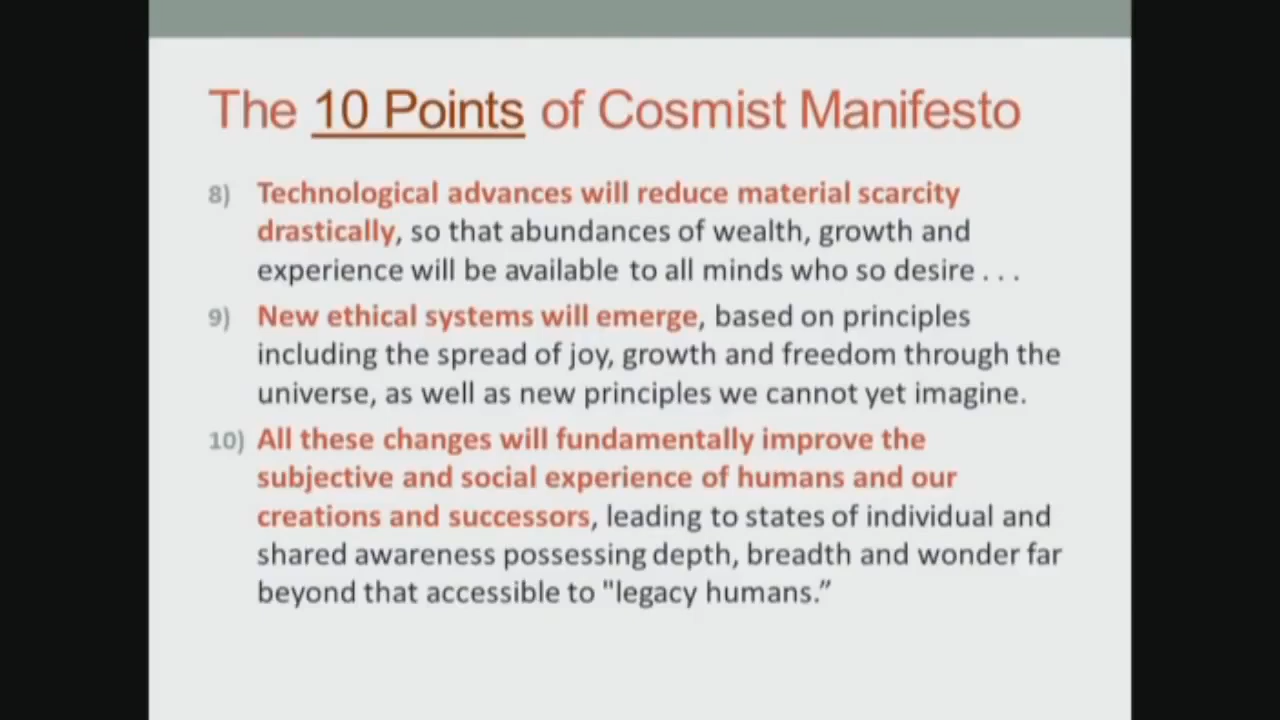 The 10 Points of Cosmist Manifesto
8) Technological advances will reduce material scarcity
drastically, so that abundances of wealth, growth and
experience will be available to all minds who so desire . . .
9) New ethical systems will emerge, based on principles
including the spread of joy, growth and freedom through the
universe, as well as new principles we cannot yet imagine.
10) All these changes will fundamentally improve the
subjective and social experience of humans and our
creations and successors, leading to states of individual and
shared awareness possessing depth, breadth and wonder far
beyond that accessible to "legacy humans.”